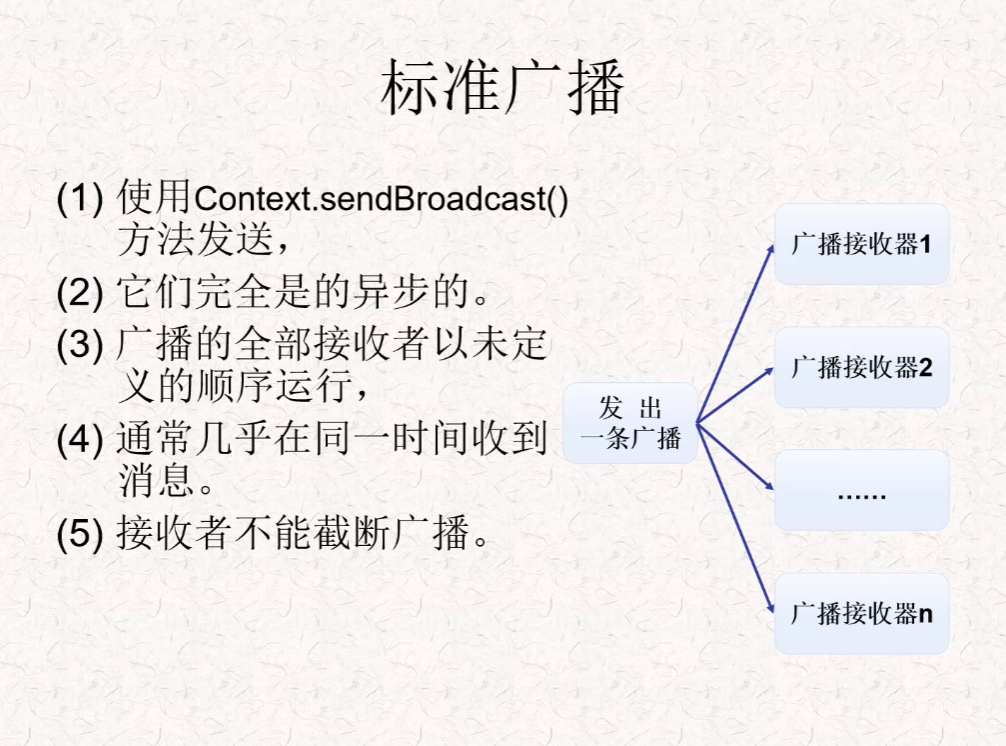 标准广播
(1) 使用Context.sendBroadcast()
方法发送，
(2) 它们完全是的异步的。
(3) 广播的全部接收者以未定
义的顺序运行，
(4) 通常几乎在同一时间收到
消息。
(5) 接收者不能截断广播。
发 出
一条广播
广播接收器1
广播接收器2
……
广播接收器n